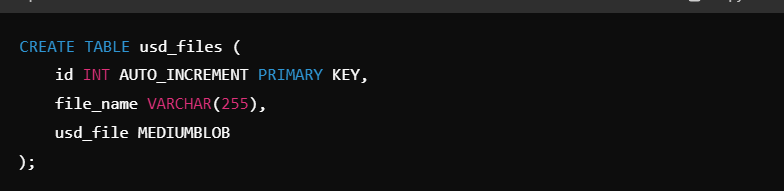 CREATE TABLE usd_files (
    id INT AUTO_INCREMENT PRIMARY KEY,
    file_name VARCHAR(255),
    usd_file MEDIUMBLOB
);